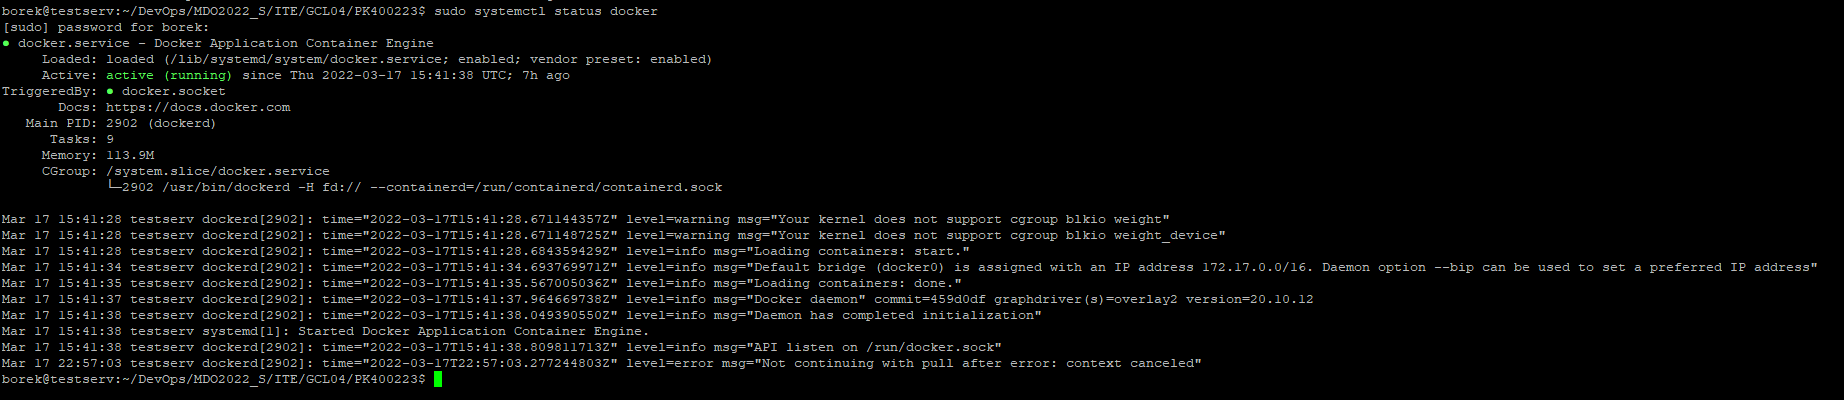 borek@testserv:~/DevOps/MDO2022_S/ITE/GCL04/PK400223$ sudo systemctl status docker
[sudo] password for borek:
● docker.service - Docker Application Container Engine
     Loaded: loaded (/lib/systemd/system/docker.service; enabled; vendor preset: enabled)
     Active: active (running) since Thu 2022-03-17 15:41:38 UTC; 7h ago
TriggeredBy: ● docker.socket
       Docs: https://docs.docker.com
   Main PID: 2902 (dockerd)
      Tasks: 9
     Memory: 113.9M
     CGroup: /system.slice/docker.service
             └─2902 /usr/bin/dockerd -H fd:// --containerd=/run/containerd/containerd.sock

Mar 17 15:41:28 testserv dockerd[2902]: time="2022-03-17T15:41:28.671144357Z" level=warning msg="Your kernel does not support cgroup blkio weight"
Mar 17 15:41:28 testserv dockerd[2902]: time="2022-03-17T15:41:28.671148725Z" level=warning msg="Your kernel does not support cgroup blkio weight_device"
Mar 17 15:41:28 testserv dockerd[2902]: time="2022-03-17T15:41:28.684359429Z" level=info msg="Loading containers: start."
Mar 17 15:41:34 testserv dockerd[2902]: time="2022-03-17T15:41:34.693769971Z" level=info msg="Default bridge (docker0) is assigned with an IP address 172.17.0.0/16. Daemon option --bip can be used to set a preferred IP address"
Mar 17 15:41:35 testserv dockerd[2902]: time="2022-03-17T15:41:35.567005036Z" level=info msg="Loading containers: done."
Mar 17 15:41:37 testserv dockerd[2902]: time="2022-03-17T15:41:37.964669738Z" level=info msg="Docker daemon" commit=459d0df graphdriver(s)=overlay2 version=20.10.12
Mar 17 15:41:38 testserv dockerd[2902]: time="2022-03-17T15:41:38.049390550Z" level=info msg="Daemon has completed initialization"
Mar 17 15:41:38 testserv systemd[1]: Started Docker Application Container Engine.
Mar 17 15:41:38 testserv dockerd[2902]: time="2022-03-17T15:41:38.809811713Z" level=info msg="API listen on /run/docker.sock"
Mar 17 22:57:03 testserv dockerd[2902]: time="2022-03-17T22:57:03.277244803Z" level=error msg="Not continuing with pull after error: context canceled"
borek@testserv:~/DevOps/MDO2022_S/ITE/GCL04/PK400223$